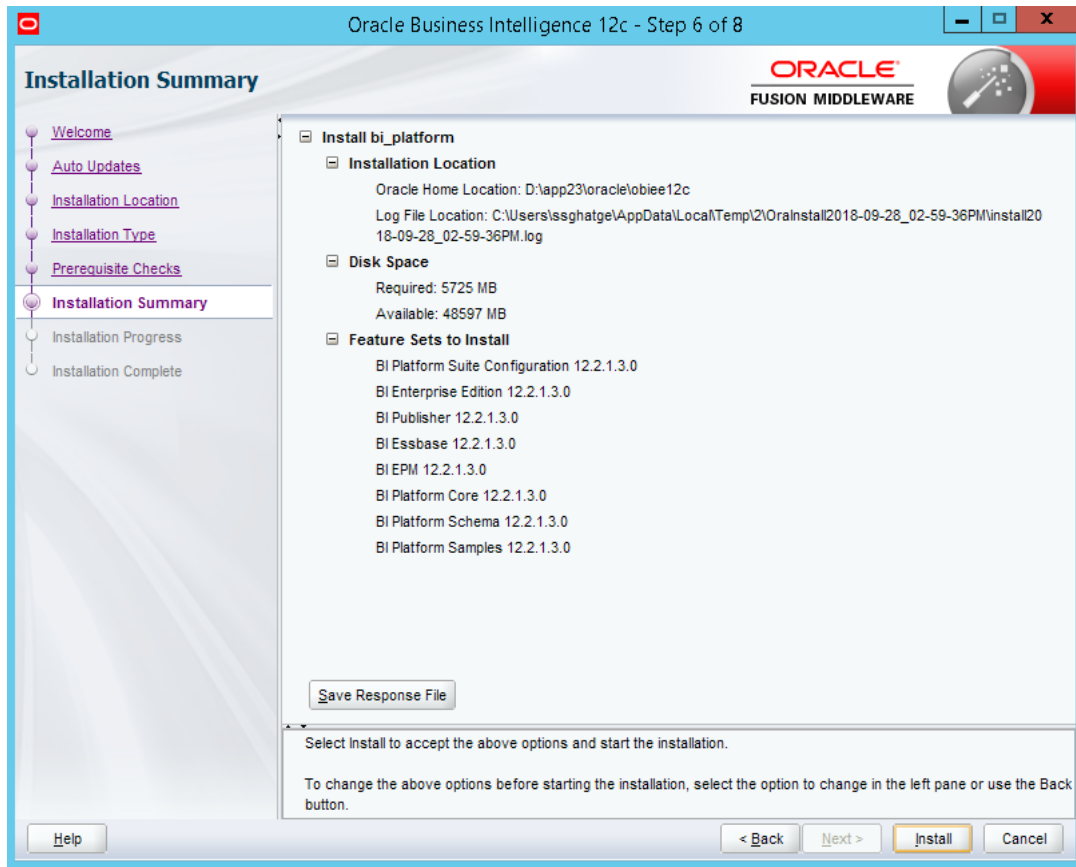 Oracle Business Intelligence 12c - Step 6 of 8
Installation Summary
ORACLE
FUSION MIDDLEWARE
Welcome
Auto Updates
Installation Location
Installation Type
Prerequisite Checks
Installation Summary
Installation Progress
Installation Complete
Install bi_platform
Installation Location
Oracle Home Location: D:\app23\oracle\obiee12c
Log File Location: C:\Users\ssghatge\AppData\Local\Temp\2\OraInstall2018-09-28_02-59-36PM\install20
18-09-28_02-59-36PM.log
Disk Space
Required: 5725 MB
Available: 48597 MB
Feature Sets to Install
BI Platform Suite Configuration 12.2.1.3.0
BI Enterprise Edition 12.2.1.3.0
BI Publisher 12.2.1.3.0
BI Essbase 12.2.1.3.0
BI EPM 12.2.1.3.0
BI Platform Core 12.2.1.3.0
BI Platform Schema 12.2.1.3.0
BI Platform Samples 12.2.1.3.0
Save Response File
Select Install to accept the above options and start the installation.
To change the above options before starting the installation, select the option to change in the left pane or use the Back
button.
Help
< Back
Next >
Install
Cancel